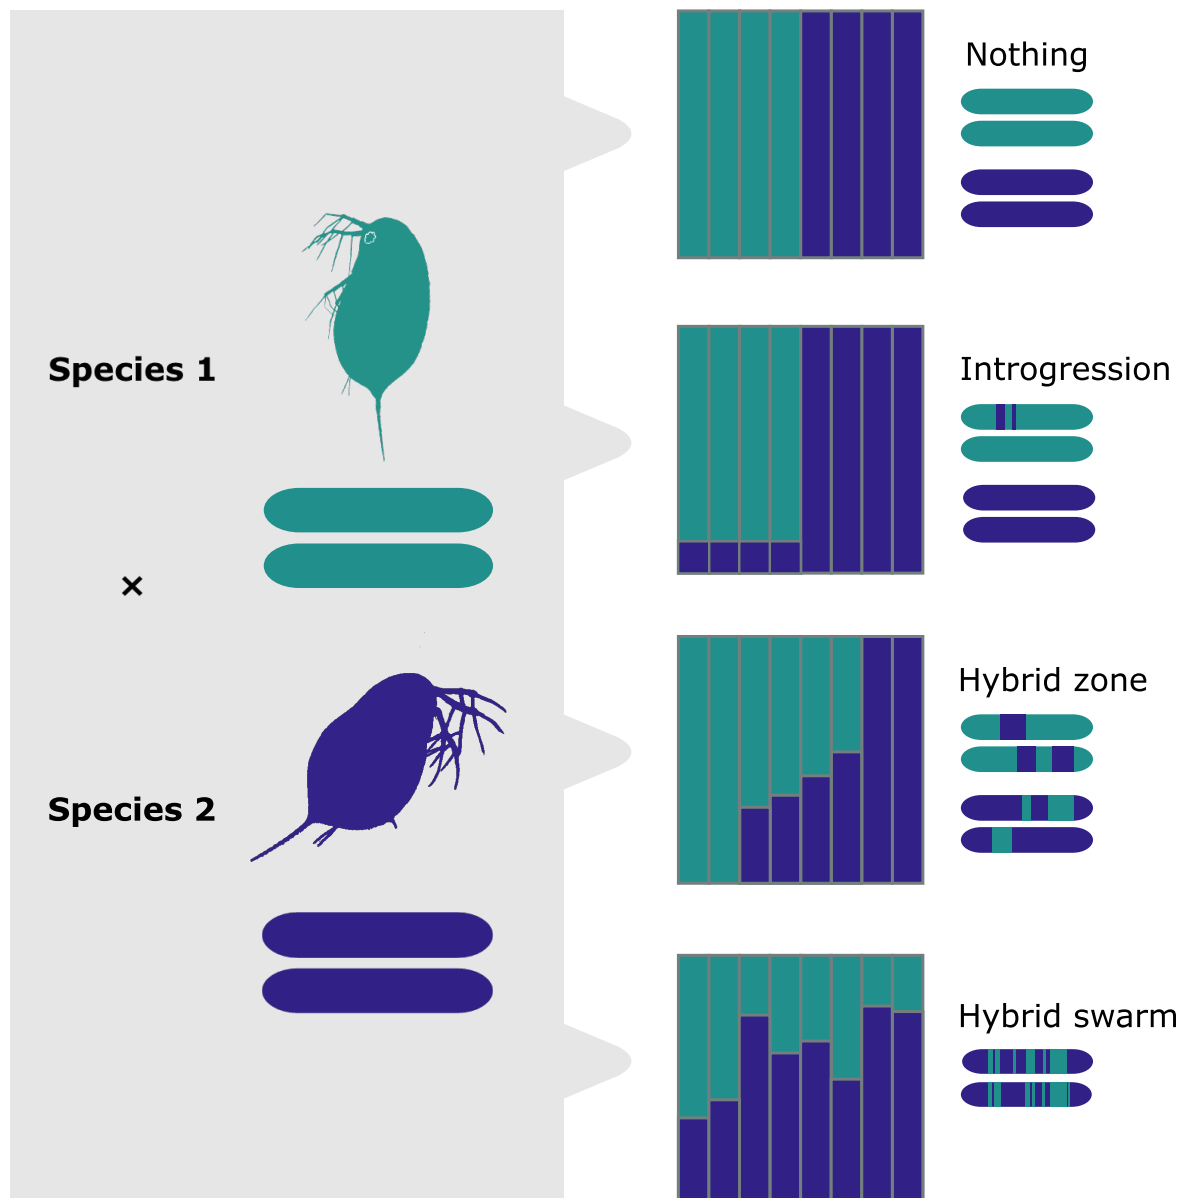 Species 1
×
Species 2
Nothing
Introgression
Hybrid zone
Hybrid swarm